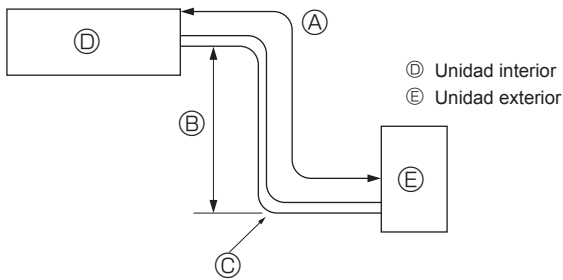 Ⓐ
Ⓓ
Ⓓ Unidad interior
Ⓔ Unidad exterior
Ⓑ
Ⓔ
Ⓒ